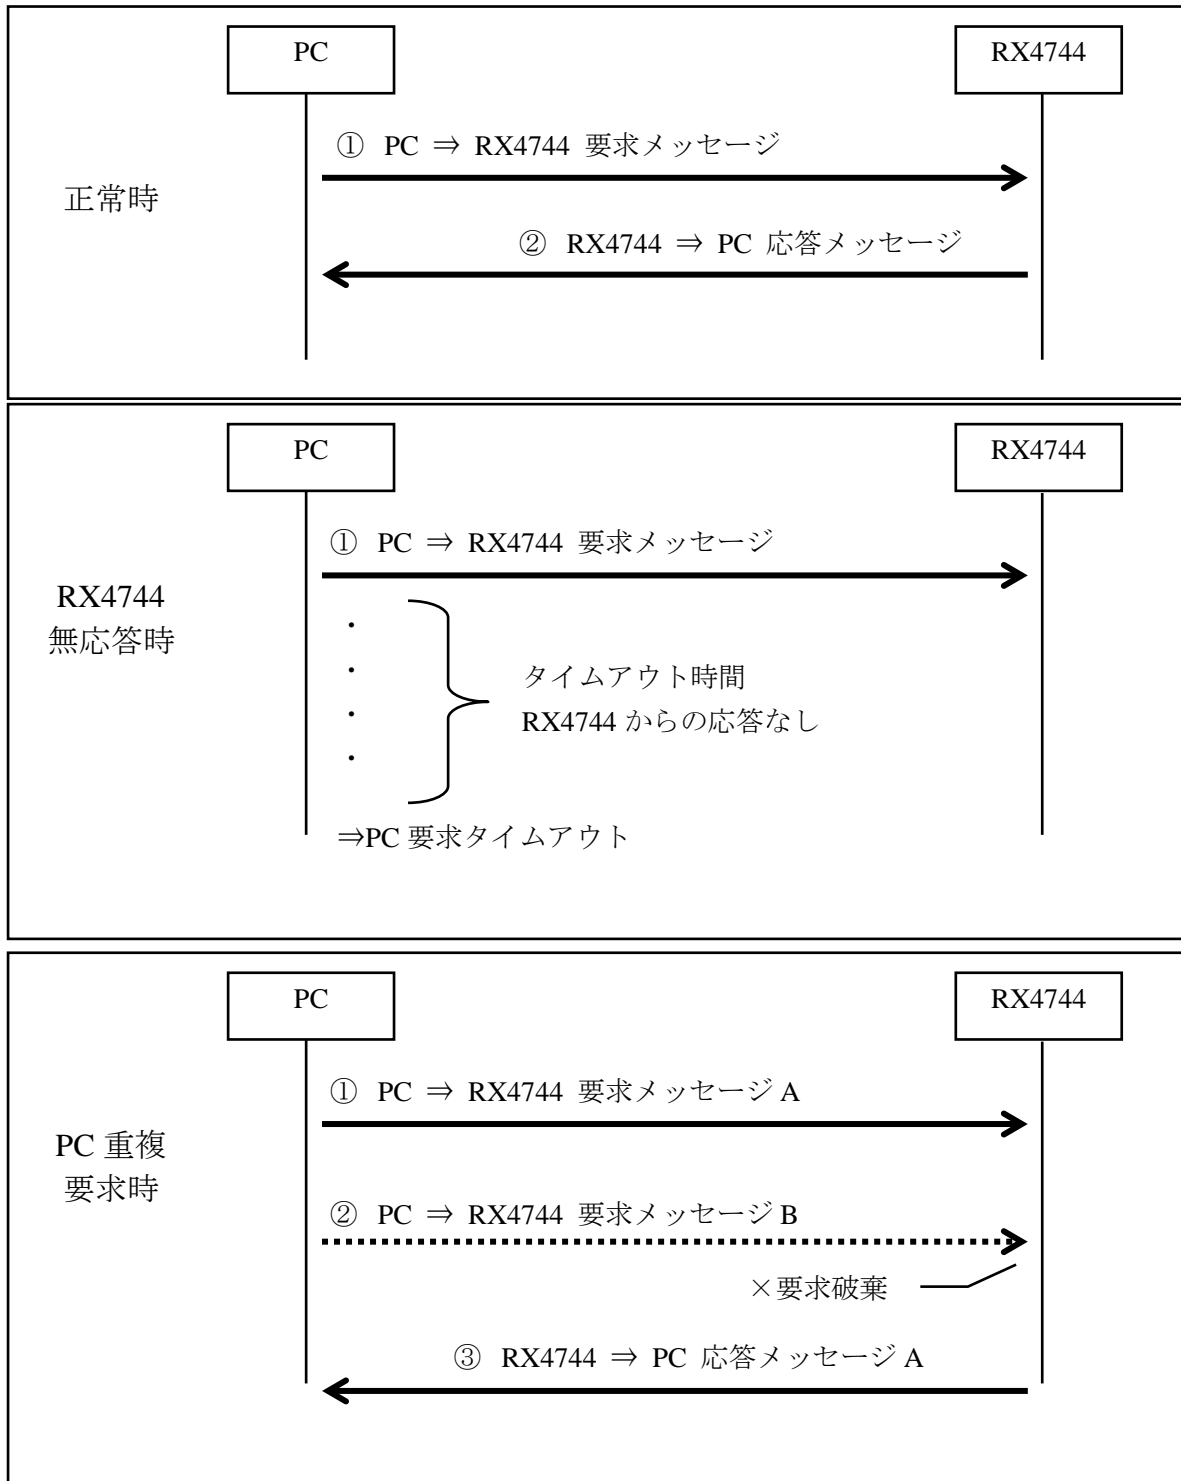 PC
RX4744
① PC ⇒ RX4744 要求メッセージ
正常時
② RX4744 ⇒ PC 応答メッセージ
PC
RX4744
① PC ⇒ RX4744 要求メッセージ
RX4744
無応答時
・
・
・
・
タイムアウト時間
RX4744 からの応答なし
⇒PC 要求タイムアウト
PC
RX4744
① PC ⇒ RX4744 要求メッセージ A
PC 重複
要求時
② PC ⇒ RX4744 要求メッセージ B
×要求破棄
③ RX4744 ⇒ PC 応答メッセージ A